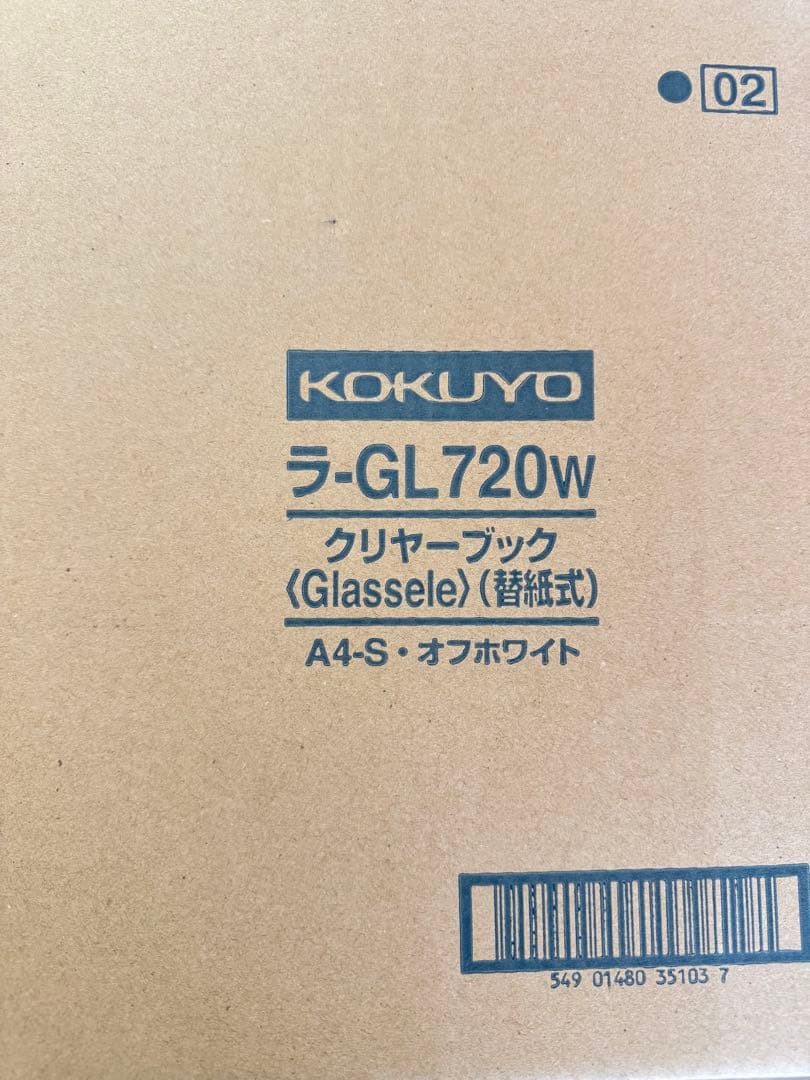 02
KOKUYO
ラ-GL720W
クリヤーブック
〈Glassele〉(替紙式)
A4-S・オフホワイト
549 01480 35103 7